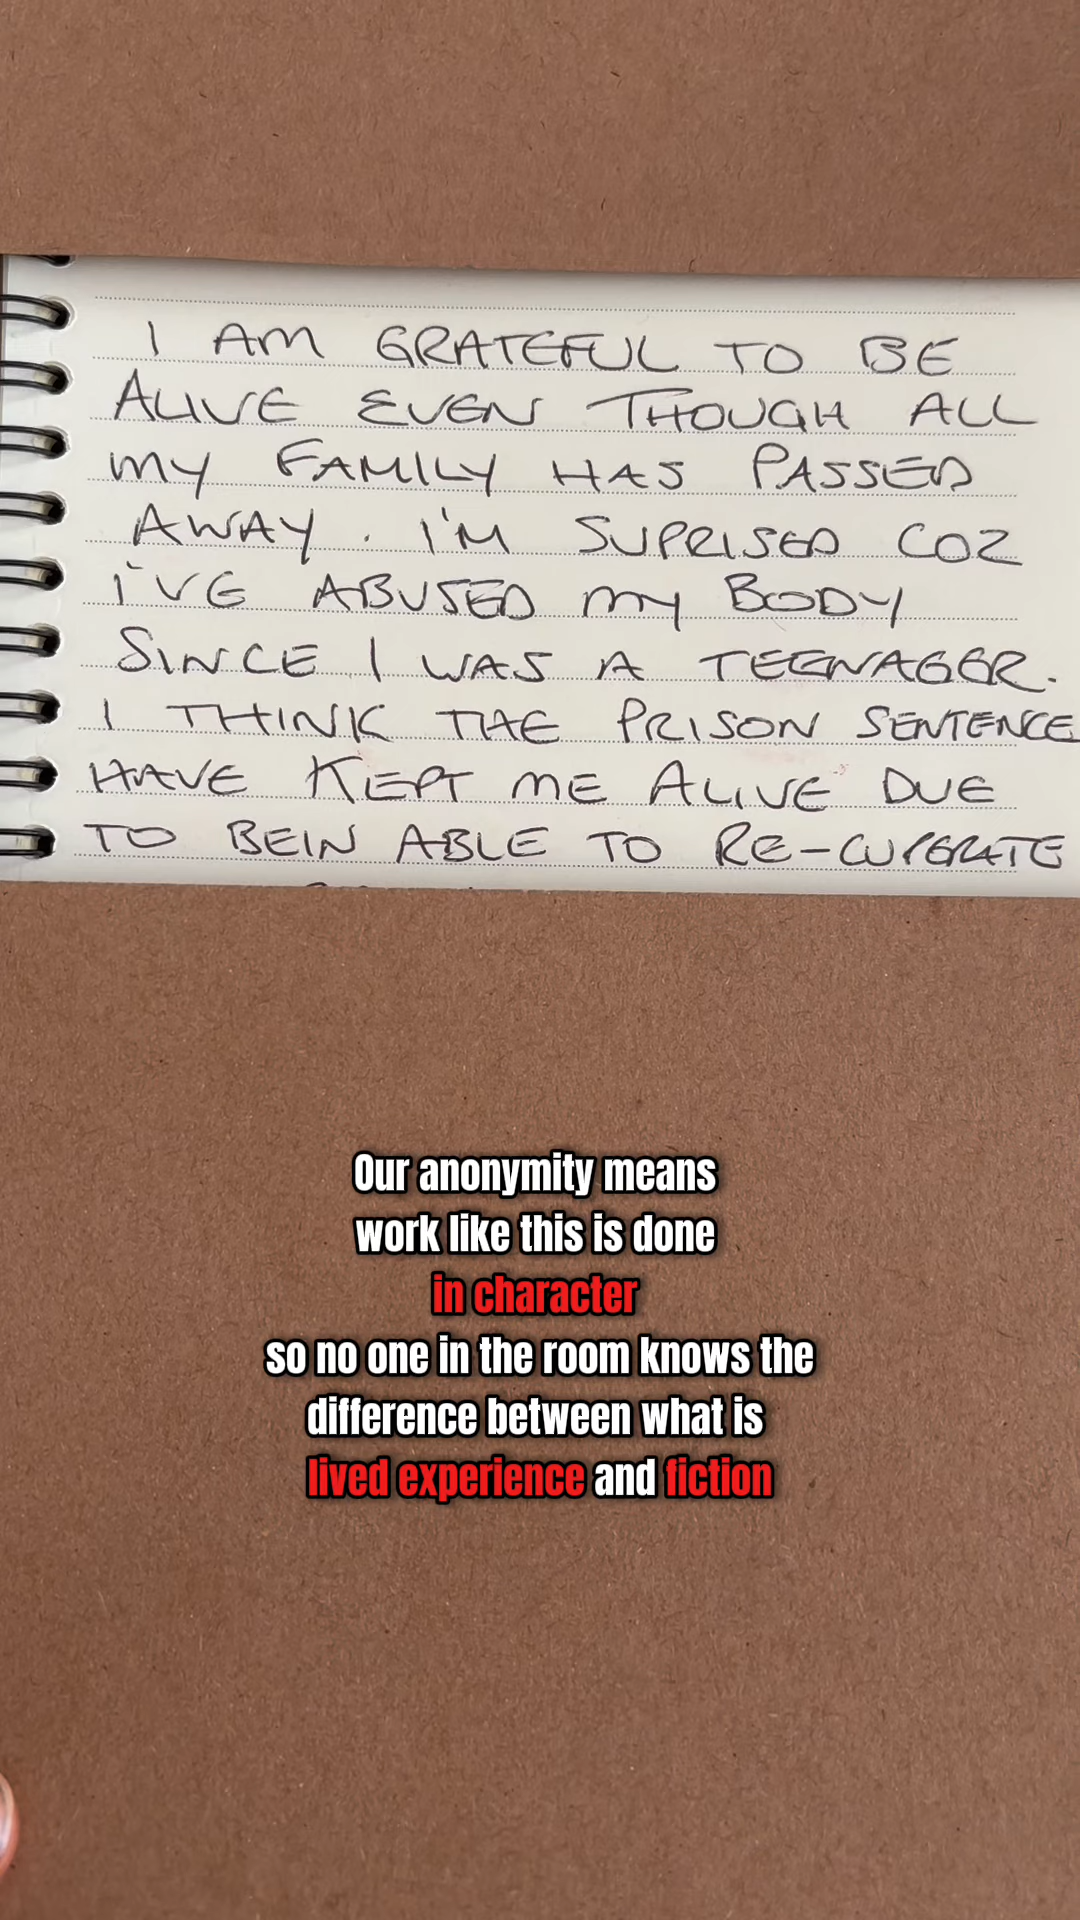 I AM GRATEFUL TO BE
ALIVE EVEN THOUGH ALL
MY FAMILY HAS PASSED
AWAY. I'M SUPRISED COZ
I'VE ABUSED MY BODY
SINCE I WAS A TEENAGER.
I THINK THE PRISON SENTENCE
HAVE KEPT ME ALIVE DUE
TO BEIN ABLE TO RE-CUPERATE
Our anonymity means
work like this is done
in character
so no one in the room knows the
difference between what is
lived experience and fiction